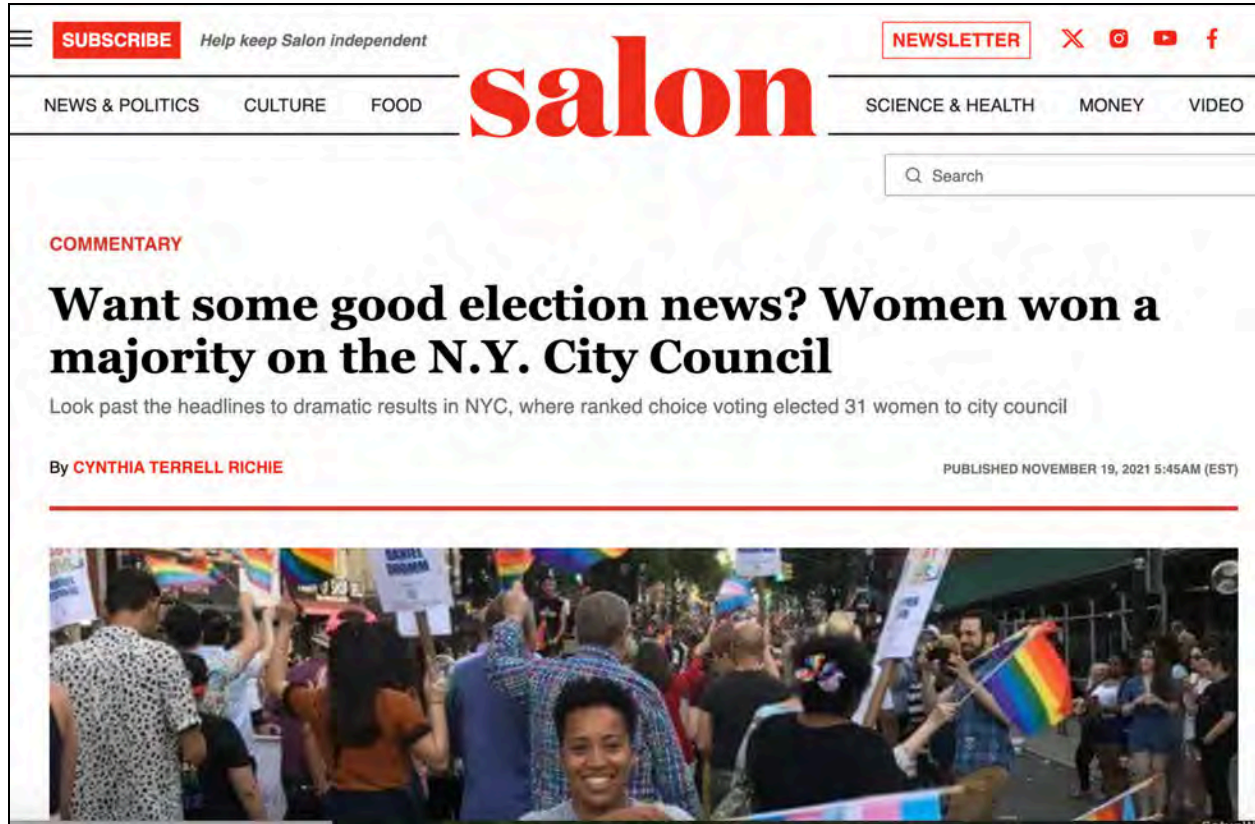 SUBSCRIBE Help keep Salon independent
NEWSLETTER
salon
NEWS & POLITICS CULTURE FOOD
SCIENCE & HEALTH MONEY VIDEO
Search
COMMENTARY
Want some good election news? Women won a
majority on the N.Y. City Council
Look past the headlines to dramatic results in NYC, where ranked choice voting elected 31 women to city council
By CYNTHIA TERRELL RICHIE
PUBLISHED NOVEMBER 19, 2021 5:45AM (EST)
DANIEL
DROMM